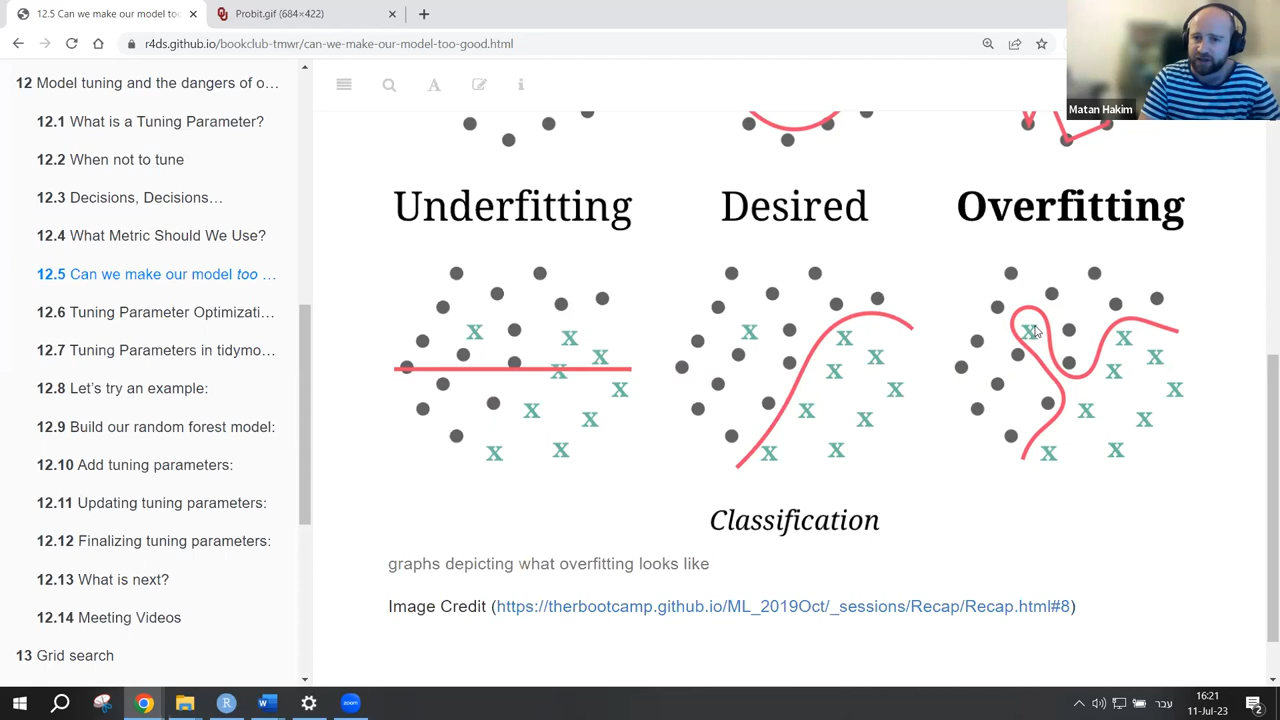 12.5 Can we make our model too
Probit.gif (684×422)
r4ds.github.io/bookclub-tmwr/can-we-make-our-model-too-good.html
Matan Hakim
12 Model tuning and the dangers of o…
12.1 What is a Tuning Parameter?
12.2 When not to tune
12.3 Decisions, Decisions…
12.4 What Metric Should We Use?
12.5 Can we make our model too …
12.6 Tuning Parameter Optimizati…
12.7 Tuning Parameters in tidymo…
12.8 Let’s try an example:
12.9 Build our random forest model:
12.10 Add tuning parameters:
12.11 Updating tuning parameters:
12.12 Finalizing tuning parameters:
12.13 What is next?
12.14 Meeting Videos
13 Grid search
Underfitting
Desired
Overfitting
Classification
graphs depicting what overfitting looks like
Image Credit (https://therbootcamp.github.io/ML_2019Oct/_sessions/Recap/Recap.html#8)
zoom
עבר
16:21
11-Jul-23
2